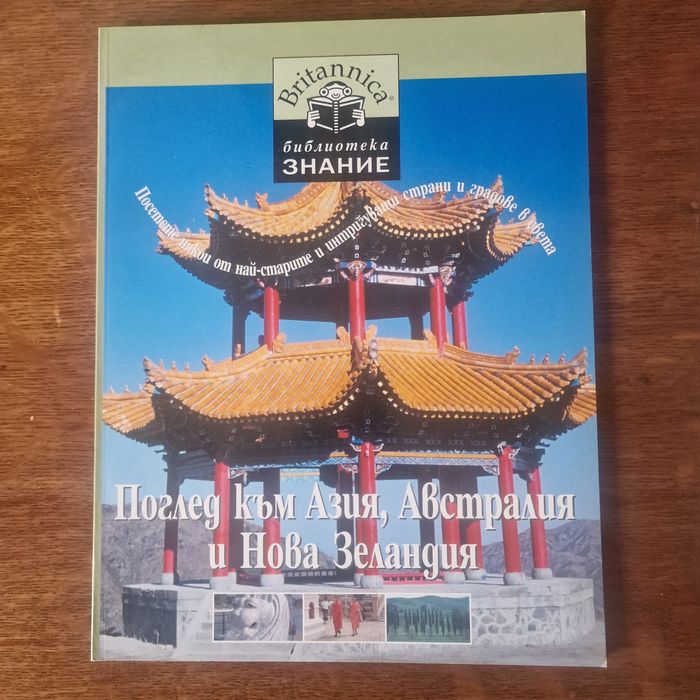 Britannica®
библиотека
ЗНАНИЕ
Посетете някои от най-старите и интригуващи страни и градове в света
Поглед към Азия, Австралия
и Нова Зеландия